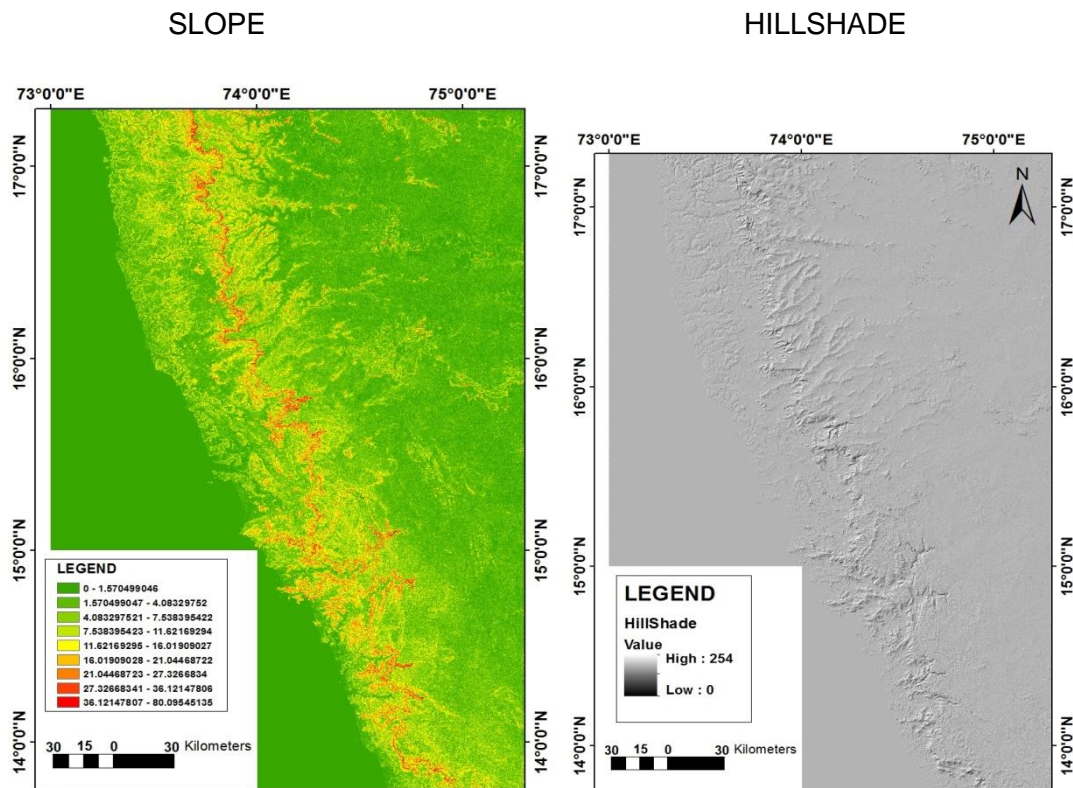 SLOPE
73°0'0"E 74°0'0"E 75°0'0"E
17°0'0"N
16°0'0"N
15°0'0"N
14°0'0"N
17°0'0"N
16°0'0"N
15°0'0"N
14°0'0"N
LEGEND
0 - 1.570499046
1.570499047 - 4.08329752
4.083297521 - 7.538395422
7.538395423 - 11.62169294
11.62169295 - 16.01909027
16.01909028 - 21.04468722
21.04468723 - 27.3266834
27.32668341 - 36.12147806
36.12147807 - 80.09545135
30 15 0 30 Kilometers
HILLSHADE
73°0'0"E 74°0'0"E 75°0'0"E
N
17°0'0"N
16°0'0"N
15°0'0"N
14°0'0"N
17°0'0"N
16°0'0"N
15°0'0"N
14°0'0"N
LEGEND
HillShade
Value
High : 254
Low : 0
30 15 0 30 Kilometers